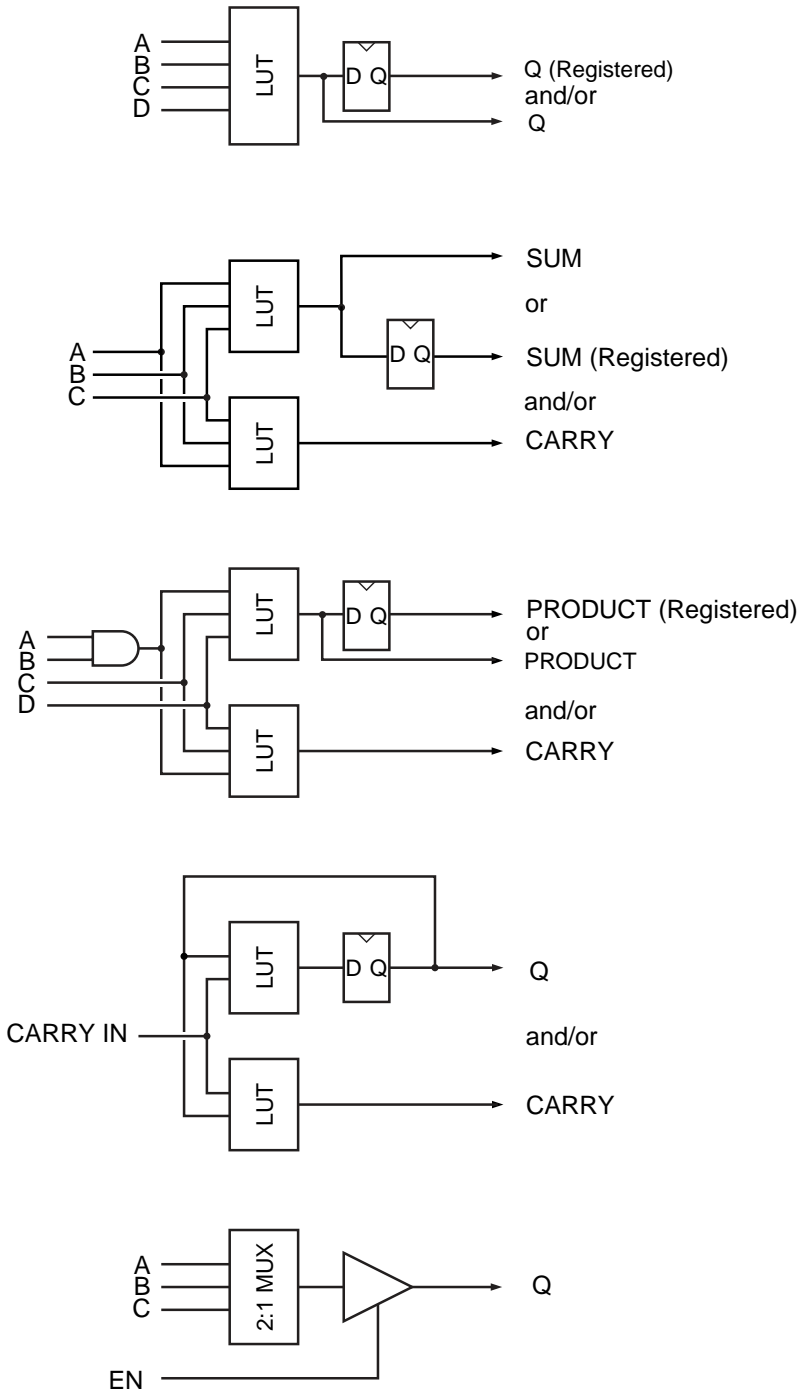 A
B
C
D
LUT
D Q
Q (Registered)
and/or
Q
A
B
C
LUT
LUT
D Q
SUM
or
SUM (Registered)
and/or
CARRY
A
B
C
D
LUT
LUT
D Q
PRODUCT (Registered)
or
PRODUCT
and/or
CARRY
CARRY IN
LUT
LUT
D Q
Q
and/or
CARRY
A
B
C
2:1 MUX
EN
Q